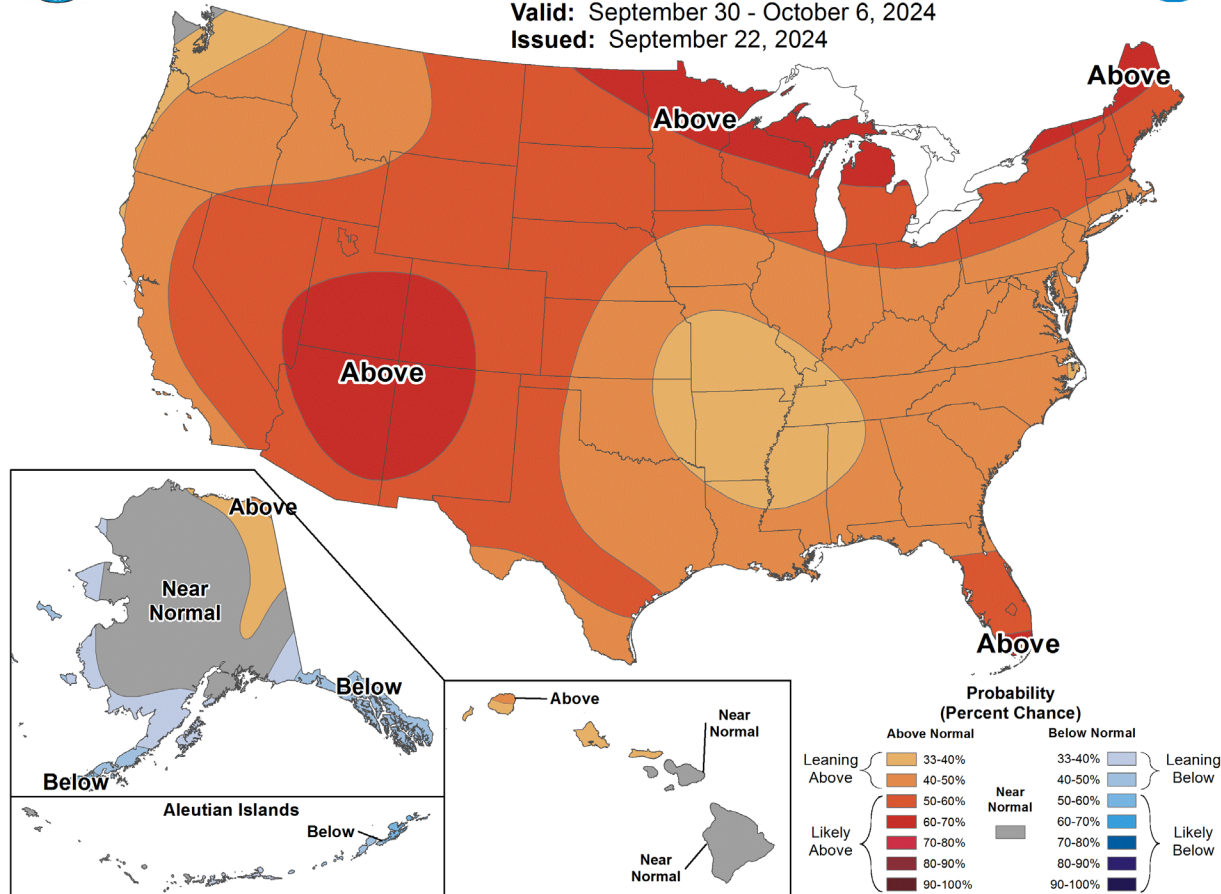 Valid: September 30 - October 6, 2024
Issued: September 22, 2024
Above
Above
Above
Above
Near
Normal
Below
Below
Aleutian Islands
Below
Above
Near
Normal
Near
Normal
Above
Probability
(Percent Chance)
Above Normal
Below Normal
Leaning
Above
33-40%
40-50%
Likely
Above
50-60%
60-70%
70-80%
80-90%
90-100%
Near
Normal
33-40%
40-50%
Leaning
Below
50-60%
60-70%
70-80%
80-90%
90-100%
Likely
Below